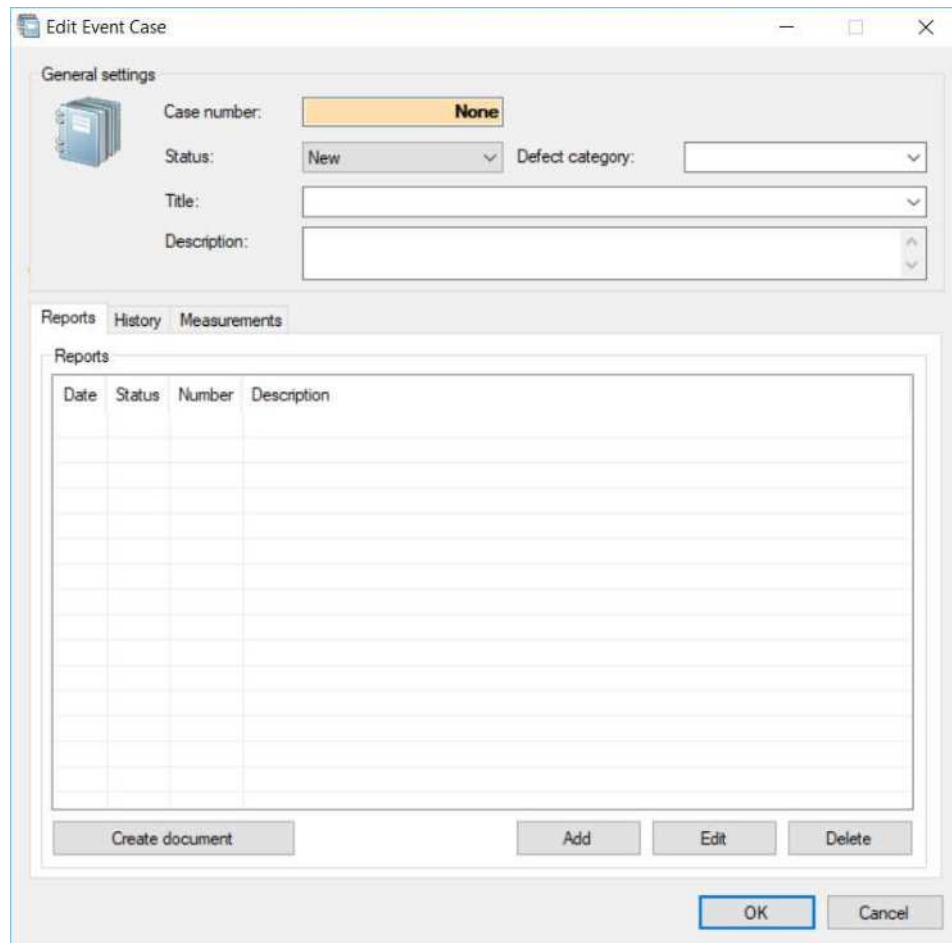 Edit Event Case
General settings
Case number: None
Status: New Defect category:
Title:
Description:
Reports History Measurements
Reports
Date Status Number Description
Create document Add Edit Delete
OK Cancel